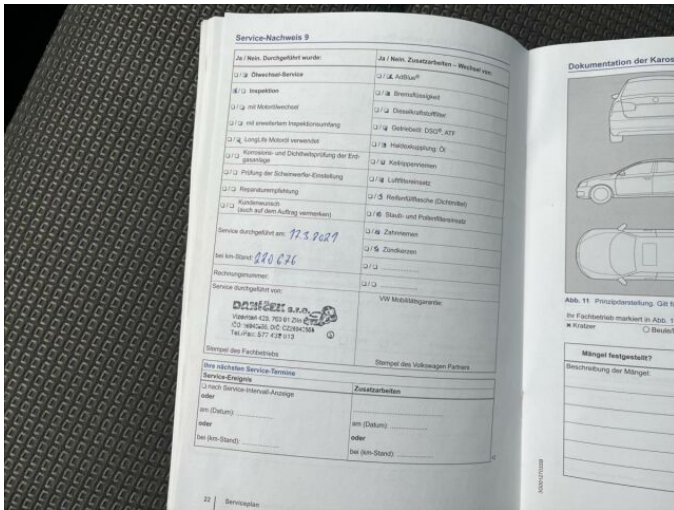 Service-Nachweis 9
Ja / Nein. Durchgeführt wurde:
❏ / ❏ Ölwechsel-Service
❏ / ❏ Inspektion
❏ / ❏ mit Motorölwechsel
❏ / ❏ mit erweitertem Inspektionsumfang
❏ / ❏ LongLife Motoröl verwendet
❏ / ❏ Korrosions- und Dichtheitsprüfung der Erd-
gasanlage
❏ / ❏ Prüfung der Scheinwerfer-Einstellung
❏ / ❏ Reparaturempfehlung
❏ / ❏ Kundenwunsch
(auch auf dem Auftrag vermerken)
Service durchgeführt am: 17.3.2021
bei km-Stand: 220 676
Rechnungsnummer:
Service durchgeführt von:
s.r.o.
Stempel des Fachbetriebs
Ja / Nein. Zusatzarbeiten – Wechsel von:
❏ / ❏ AdBlue®
❏ / ❏ Bremsflüssigkeit
❏ / ❏ Dieselkraftstofffilter
❏ / ❏ Getriebeöl: DSG®, ATF
❏ / ❏ Haldexkupplung: Öl
❏ / ❏ Keilrippenriemen
❏ / ❏ Luftfiltereinsatz
❏ / ❏ Reifenfüllflasche (Dichtmittel)
❏ / ❏ Staub- und Pollenfiltereinsatz
❏ / ❏ Zahnriemen
❏ / ❏ Zündkerzen
❏ / ❏
❏ / ❏
VW Mobilitätsgarantie:
Stempel des Volkswagen Partners
Ihre nächsten Service-Termine
Service-Ereignis
❏ nach Service-Intervall-Anzeige
oder
am (Datum):
oder
bei (km-Stand):
Zusatzarbeiten
am (Datum):
oder
bei (km-Stand):
22 Serviceplan
Dokumentation der Karos
Abb. 11 Prinzipdarstellung. Gilt f
Ihr Fachbetrieb markiert in Abb. 1
× Kratzer ○ Beule/
Mängel festgestellt?
Beschreibung der Mängel: